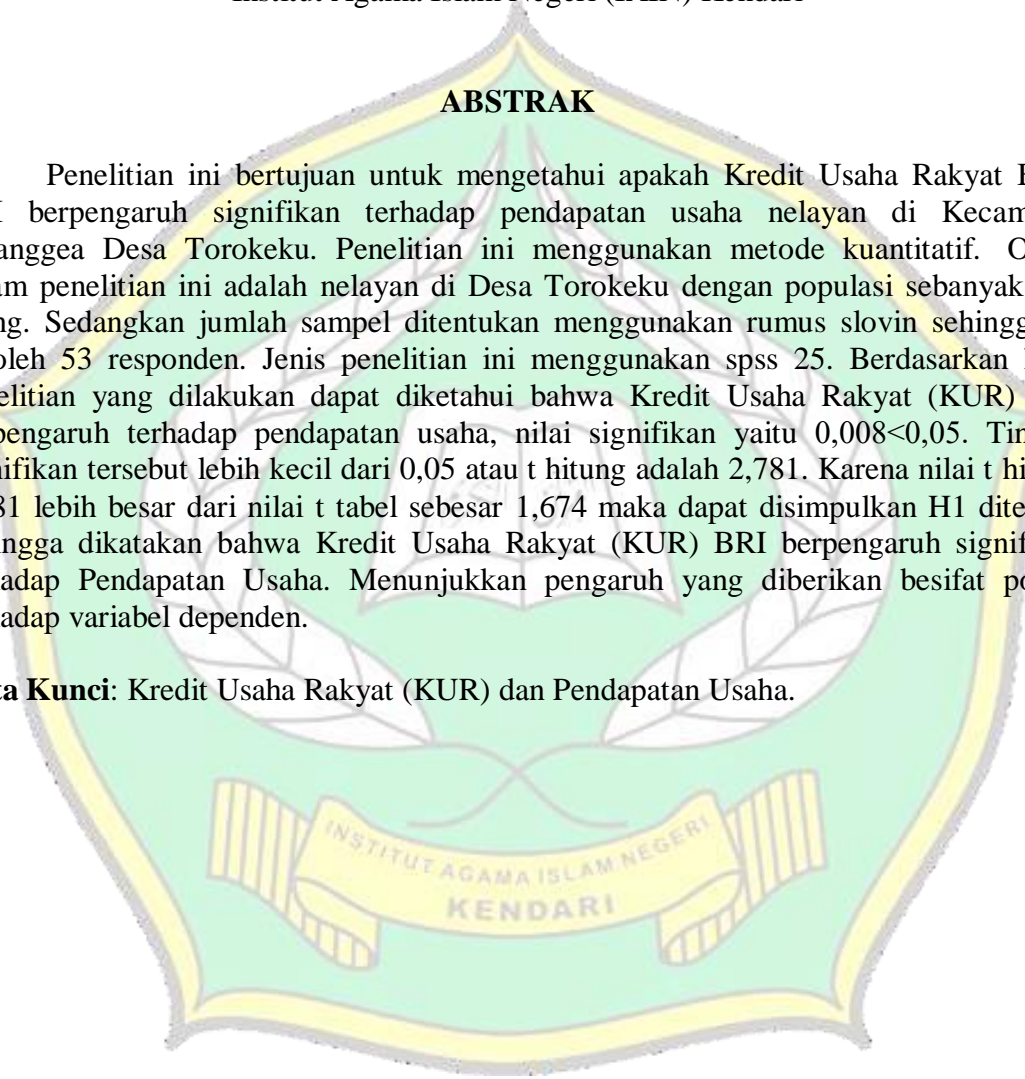 ABSTRAK
Penelitian ini bertujuan untuk mengetahui apakah Kredit Usaha Rakyat
berpengaruh signifikan terhadap pendapatan usaha nelayan di
Desa Torokeku. Penelitian ini menggunakan metode kuantitatif.
penelitian ini adalah nelayan di Desa Torokeku dengan populasi sebanyak
Sedangkan jumlah sampel ditentukan menggunakan rumus slovin
53 responden. Jenis penelitian ini menggunakan spss 25. Berdasarkan
yang dilakukan dapat diketahui bahwa Kredit Usaha Rakyat (KUR)
terhadap pendapatan usaha, nilai signifikan yaitu 0,008<0,05.
tersebut lebih kecil dari 0,05 atau t hitung adalah 2,781. Karena nilai t
lebih besar dari nilai t tabel sebesar 1,674 maka dapat disimpulkan H1
dikatakan bahwa Kredit Usaha Rakyat (KUR) BRI berpengaruh
Pendapatan Usaha. Menunjukkan pengaruh yang diberikan besifat
variabel dependen.
Kunci: Kredit Usaha Rakyat (KUR) dan Pendapatan Usaha.
INSTITUT AGAMA ISLAM NEGERI
KENDARI